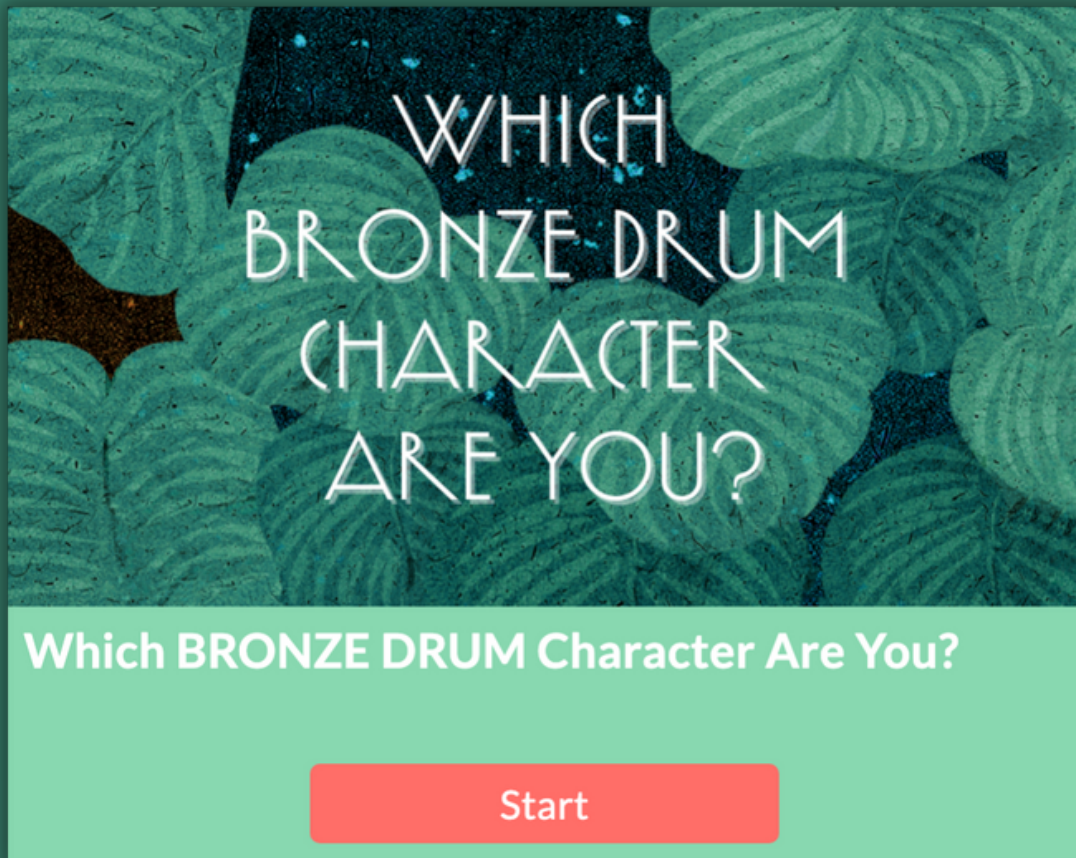 WHICH
BRONZE DRUM
CHARACTER
ARE YOU?
Which BRONZE DRUM Character Are You?
Start